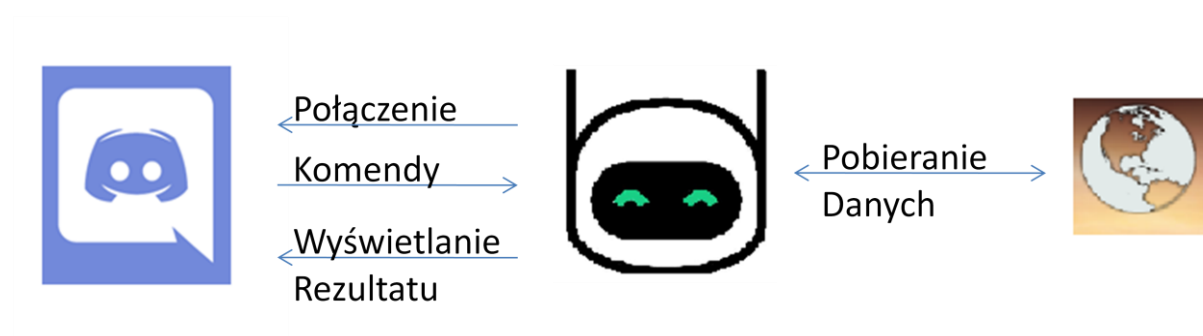 Połączenie
Komendy
Wyświetlanie
Rezultatu
Pobieranie
Danych